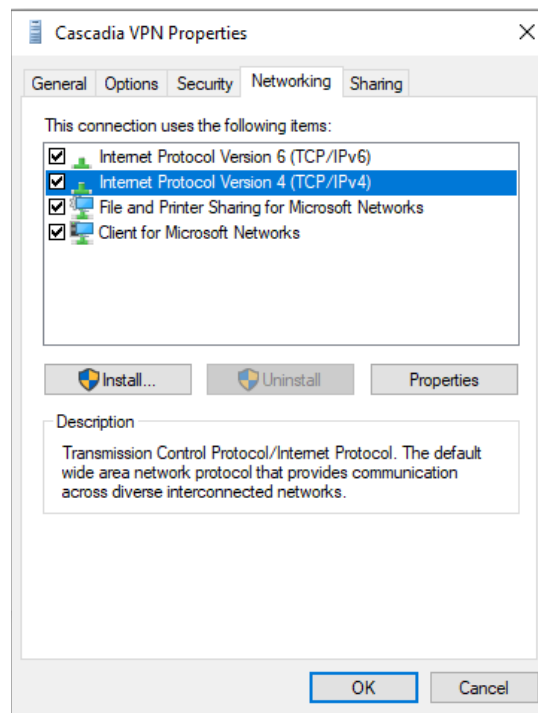 Cascadia VPN Properties
General Options Security Networking Sharing
This connection uses the following items:
Internet Protocol Version 6 (TCP/IPv6)
Internet Protocol Version 4 (TCP/IPv4)
File and Printer Sharing for Microsoft Networks
Client for Microsoft Networks
Install... Uninstall Properties
Description
Transmission Control Protocol/Internet Protocol. The default
wide area network protocol that provides communication
across diverse interconnected networks.
OK Cancel